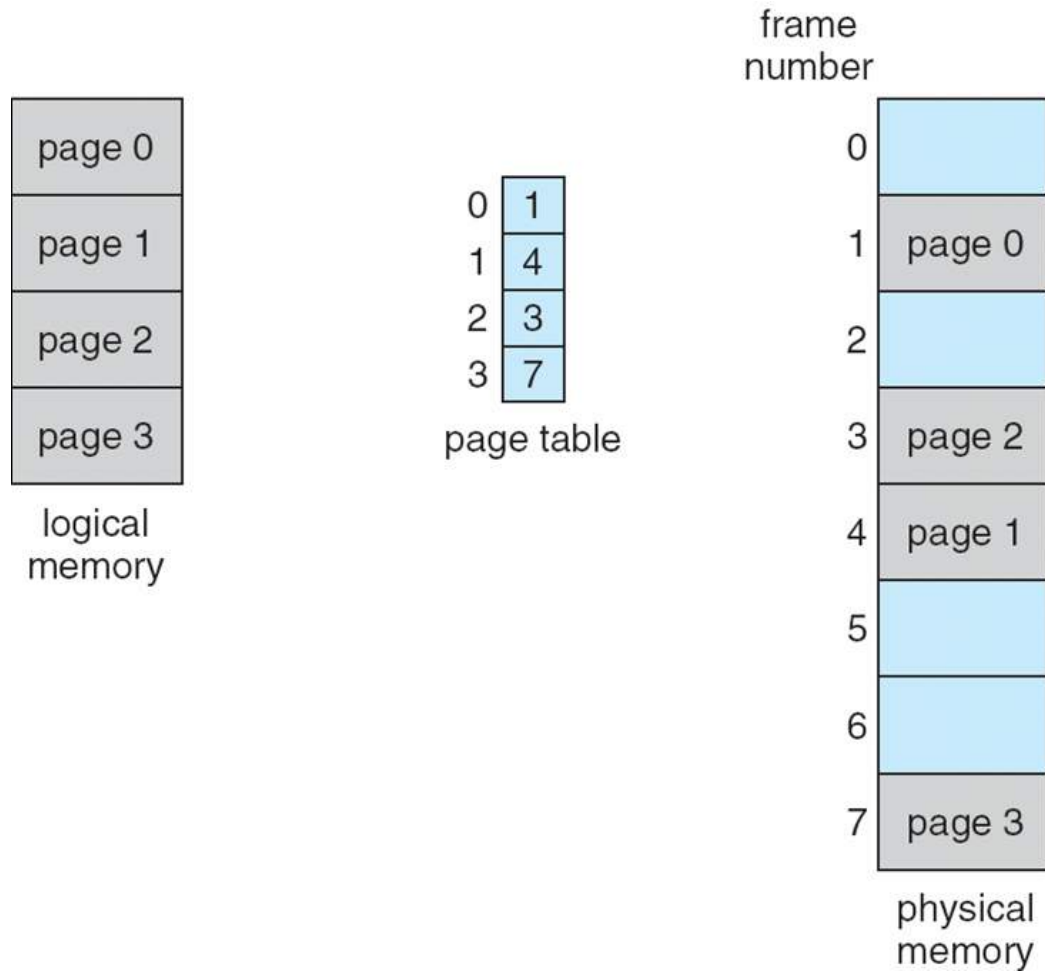 page 0
page 1
page 2
page 3
logical
memory
0 1
1 4
2 3
3 7
page table
frame
number
0
1 page 0
2
3 page 2
4 page 1
5
6
7 page 3
physical
memory